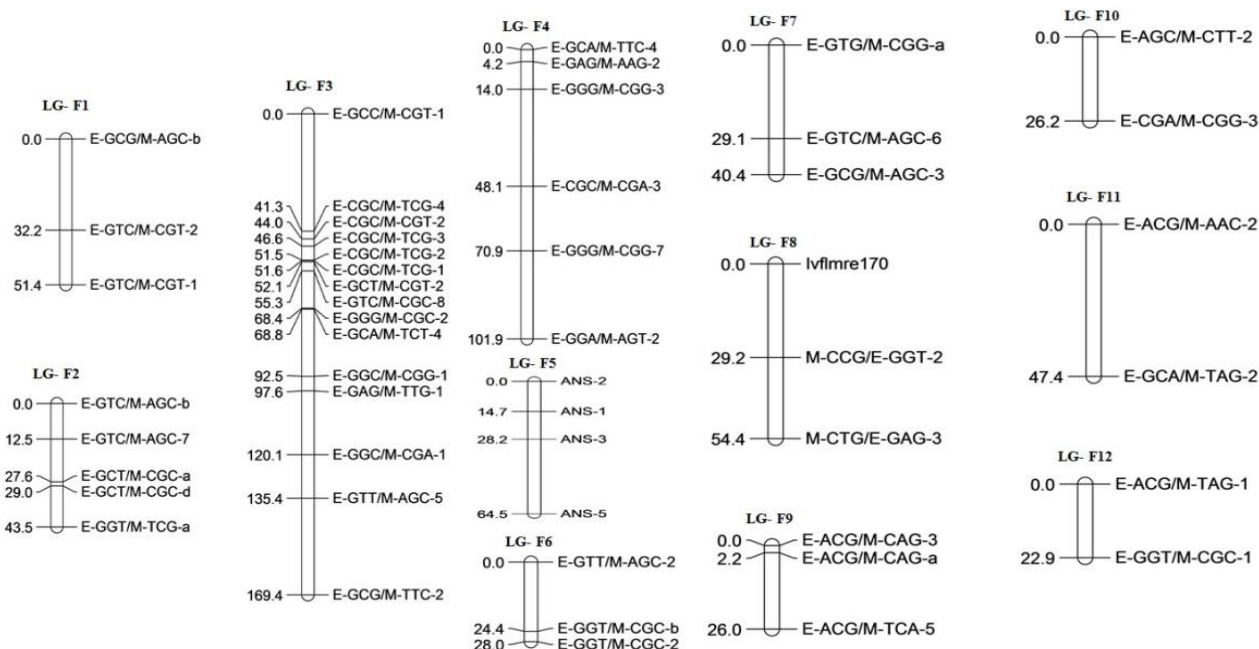 LG- F1
0.0 E-GCG/M-AGC-b
32.2 E-GTC/M-CGT-2
51.4 E-GTC/M-CGT-1
LG- F2
0.0 E-GTC/M-AGC-b
12.5 E-GTC/M-AGC-7
27.6 E-GCT/M-CGC-a
29.0 E-GCT/M-CGC-d
43.5 E-GGT/M-TCG-a
LG- F3
0.0 E-GCC/M-CGT-1
41.3 E-CGC/M-TCG-4
44.0 E-CGC/M-CGT-2
46.6 E-CGC/M-TCG-3
51.5 E-CGC/M-TCG-2
51.6 E-CGC/M-TCG-1
52.1 E-GCT/M-CGT-2
55.3 E-GTC/M-CGC-8
68.4 E-GGG/M-CGC-2
68.8 E-GCA/M-TCT-4
92.5 E-GGC/M-CGG-1
97.6 E-GAG/M-TTG-1
120.1 E-GGC/M-CGA-1
135.4 E-GTT/M-AGC-5
169.4 E-GCG/M-TTC-2
LG- F4
0.0 E-GCA/M-TTC-4
4.2 E-GAG/M-AAG-2
14.0 E-GGG/M-CGG-3
48.1 E-CGC/M-CGA-3
70.9 E-GGG/M-CGG-7
101.9 E-GGA/M-AGT-2
LG- F5
0.0 ANS-2
14.7 ANS-1
28.2 ANS-3
64.5 ANS-5
LG- F6
0.0 E-GTT/M-AGC-2
24.4 E-GGT/M-CGC-b
28.0 E-GGT/M-CGC-2
LG- F7
0.0 E-GTG/M-CGG-a
29.1 E-GTC/M-AGC-6
40.4 E-GCG/M-AGC-3
LG- F8
0.0 lvflmre170
29.2 M-CCG/E-GGT-2
54.4 M-CTG/E-GAG-3
LG- F9
0.0 E-ACG/M-CAG-3
2.2 E-ACG/M-CAG-a
26.0 E-ACG/M-TCA-5
LG- F10
0.0 E-AGC/M-CTT-2
26.2 E-CGA/M-CGG-3
LG- F11
0.0 E-ACG/M-AAC-2
47.4 E-GCA/M-TAG-2
LG- F12
0.0 E-ACG/M-TAG-1
22.9 E-GGT/M-CGC-1